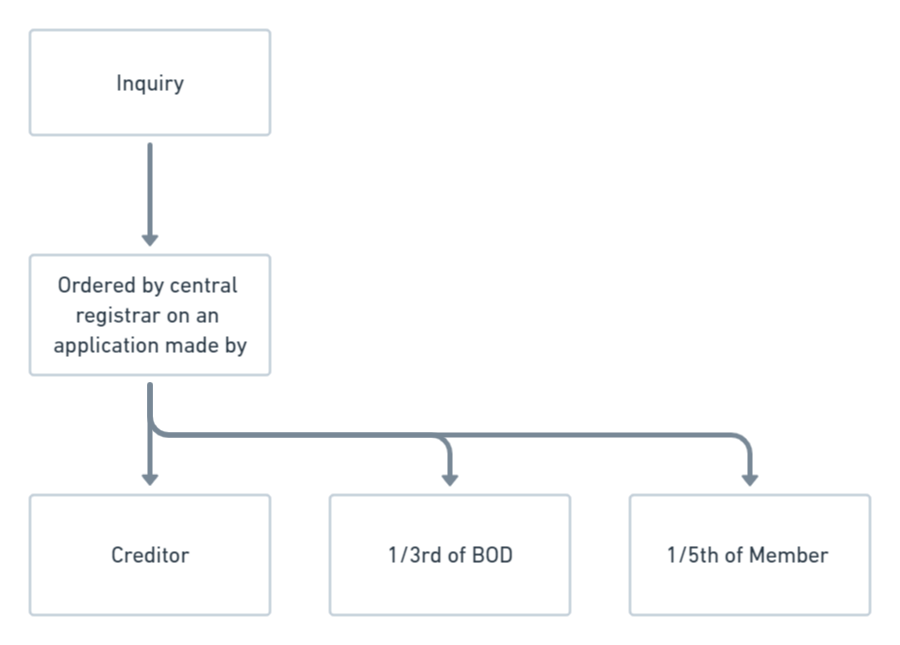 Inquiry
Ordered by central
registrar on an
application made by
Creditor
1/3rd of BOD
1/5th of Member